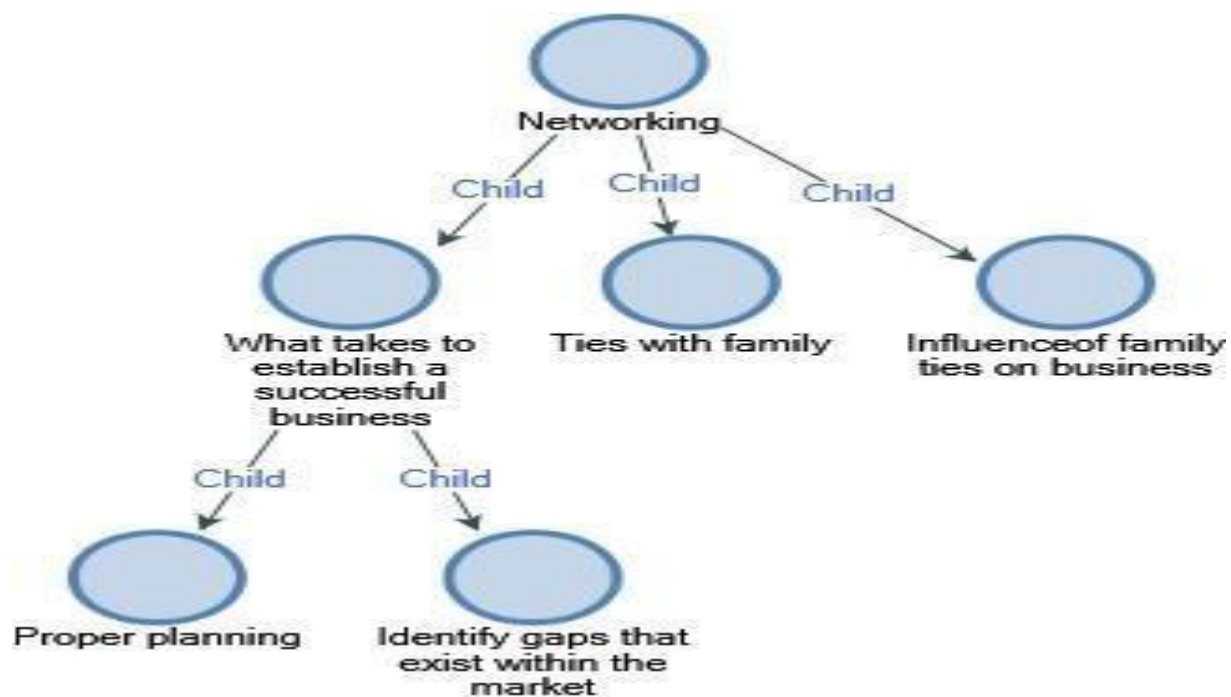 Networking
Child
Child
Child
What takes to
establish a
successful
business
Ties with family
Influenceof family
ties on business
Child
Child
Proper planning
Identify gaps that
exist within the
market